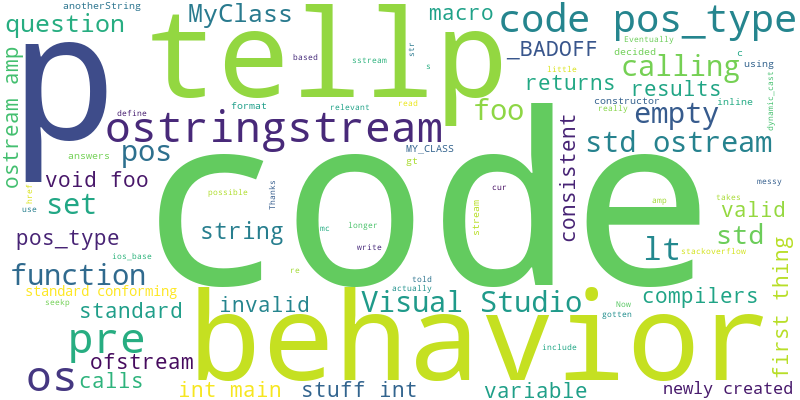 anotherString
question
MyClass
macro
code pos_type
p
tellp
_BADOFF
Eventually
decided
c
using
based
sstream
str
s
little
calling
read
returns
results
dynamic_cast
ostream amp
define
format
relevant
foo
constructor
inline
really
empty
ostringstream
code
consistent
std ostream
answers
pos
MY_CLASS
gt
messy
void foo
href
use
set
possible
Thanks
cur
stream
amp
takes
valid
string
mc
longer
write
lt
std
stackoverflow
pos_type
ios_base
re
told
actually
function
standard conforming
seekp
standard
invalid
behavior
Visual Studio
Now
gotten
compilers
first thing
pre
ofstream
include
os
calls
int main
stuff int
variable
newly created